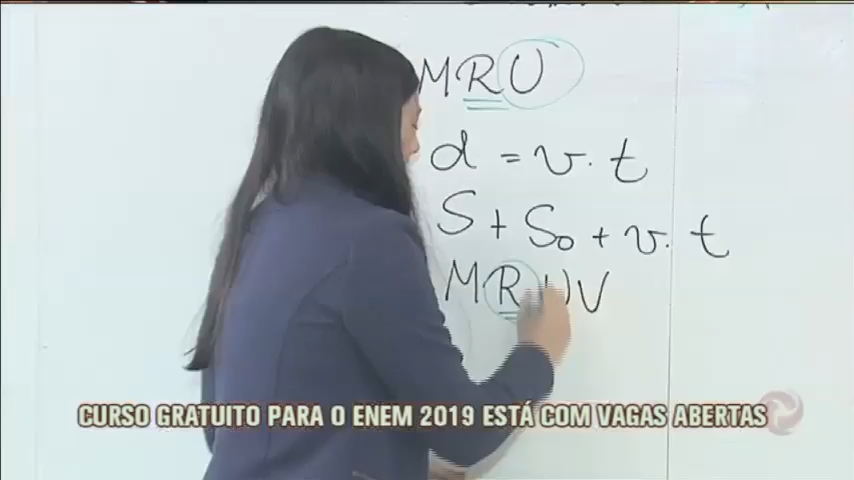 MRU
d = v. t
S + S₀ + v. t
MRUV
CURSO GRATUITO PARA O ENEM 2019 ESTÁ COM VAGAS ABERTAS